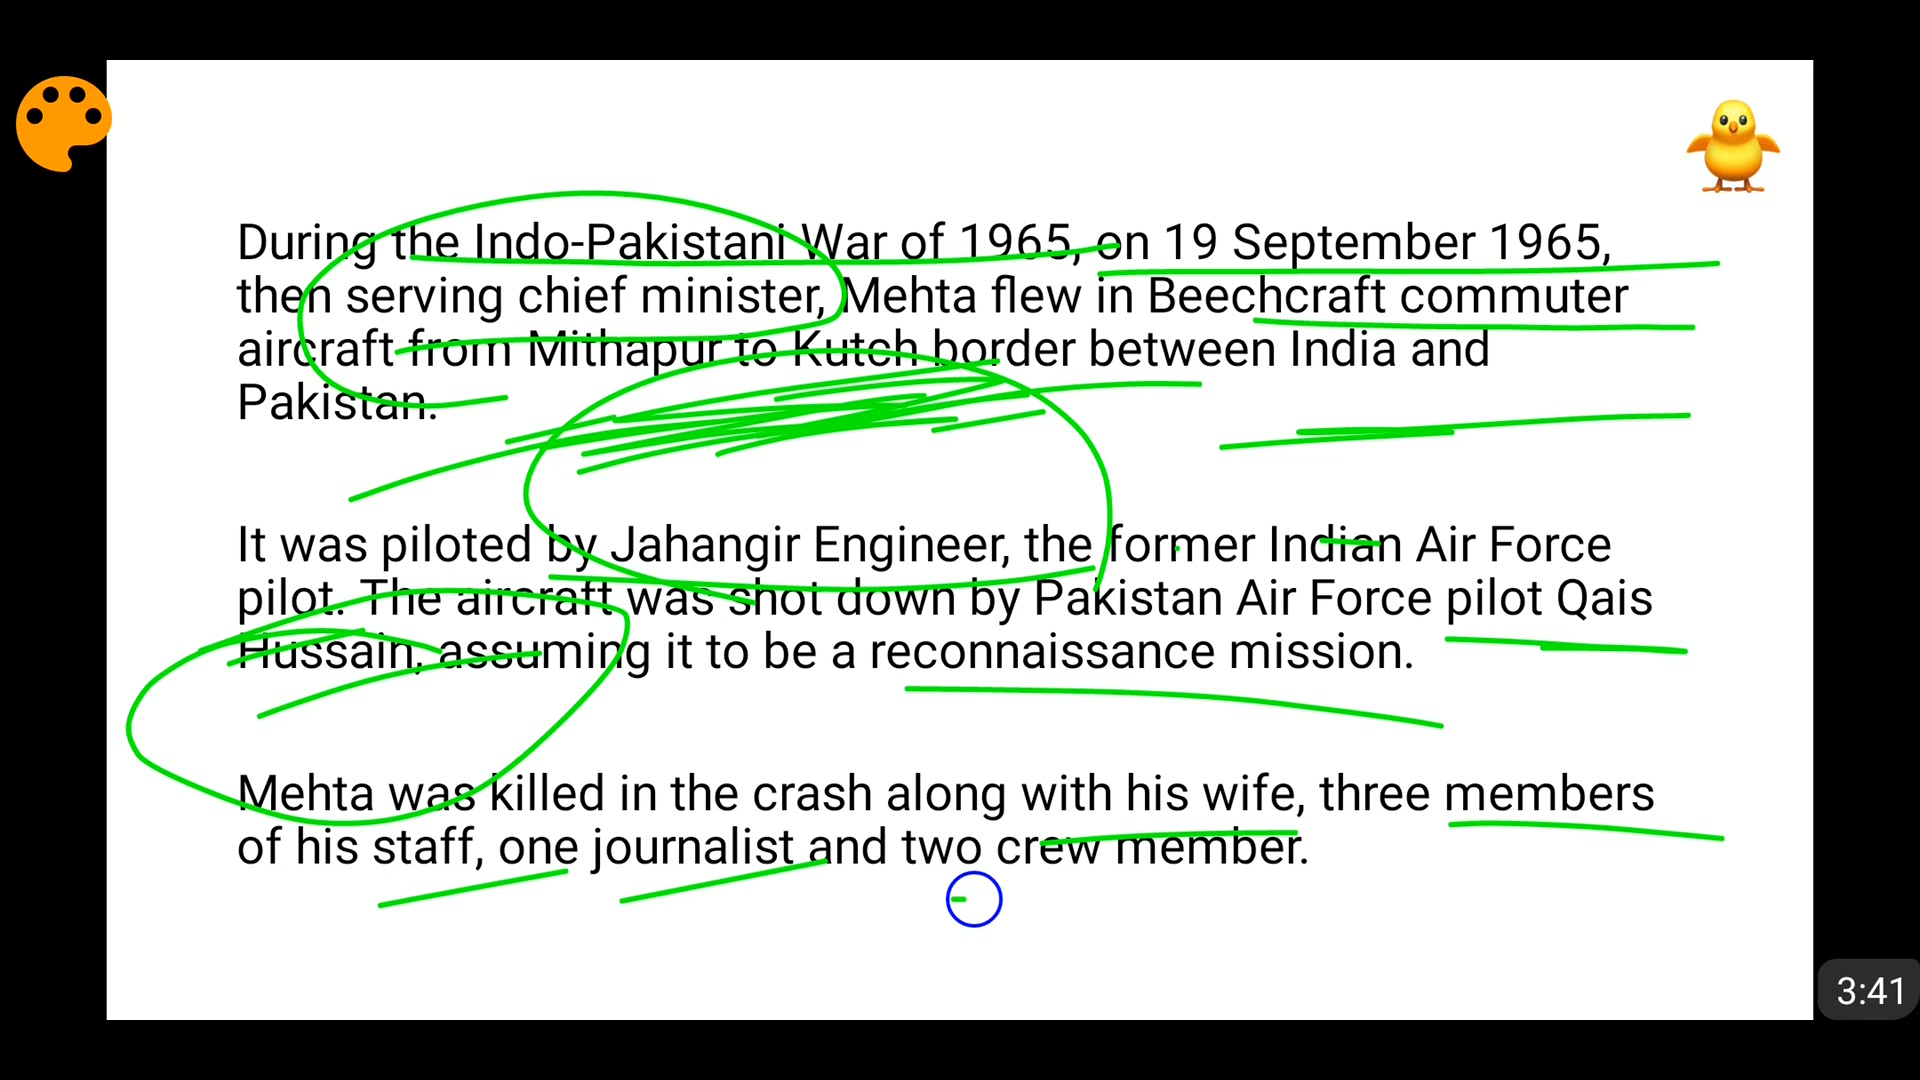 During the Indo-Pakistani War of 1965, on 19 September 1965,
then serving chief minister, Mehta flew in Beechcraft commuter
aircraft from Mithapur to Kutch border between India and
Pakistan.
It was piloted by Jahangir Engineer, the former Indian Air Force
pilot. The aircraft was shot down by Pakistan Air Force pilot Qais
Hussain, assuming it to be a reconnaissance mission.
Mehta was killed in the crash along with his wife, three members
of his staff, one journalist and two crew member.
3:41